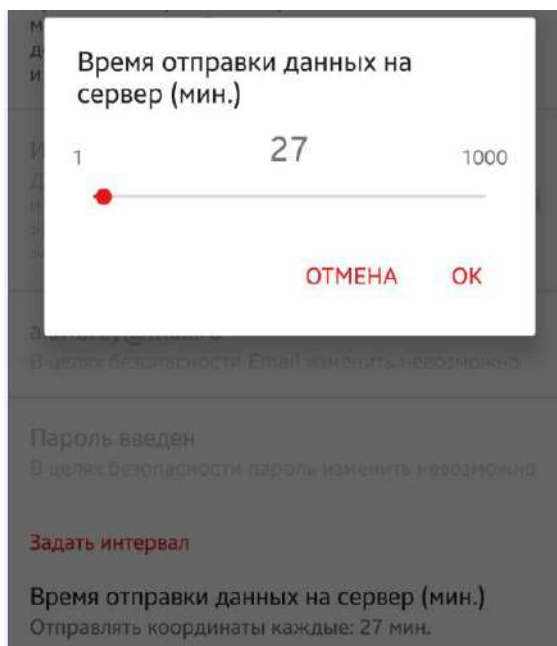 Время отправки данных на
сервер (мин.)
1 27 1000
ОТМЕНА ОК
В целях безопасности Email изменить невозможно
Пароль введен
В целях безопасности пароль изменить невозможно
Задать интервал
Время отправки данных на сервер (мин.)
Отправлять координаты каждые: 27 мин.